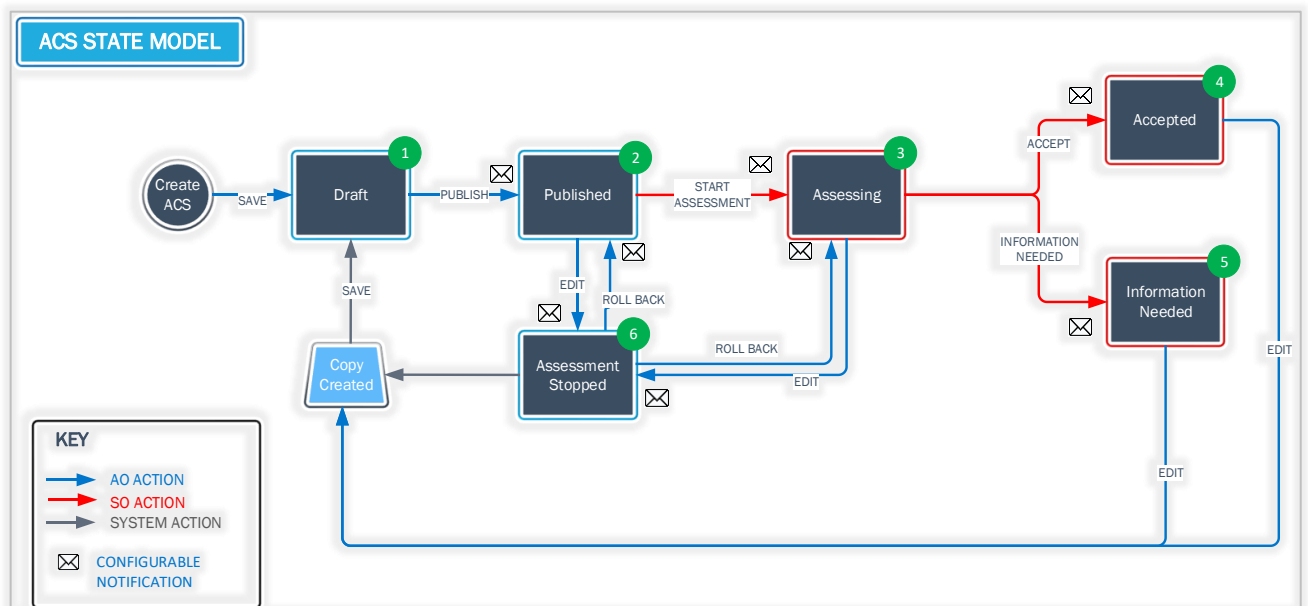 ACS STATE MODEL
4
Accepted
ACCEPT
1
2
3
Create
ACS
SAVE
Draft
PUBLISH
Published
START
ASSESSMENT
Assessing
INFORMATION
NEEDED
5
Information
Needed
SAVE
EDIT
ROLL BACK
6
Assessment
Stopped
ROLL BACK
EDIT
EDIT
Copy
Created
EDIT
KEY
AO ACTION
SO ACTION
SYSTEM ACTION
CONFIGURABLE
NOTIFICATION